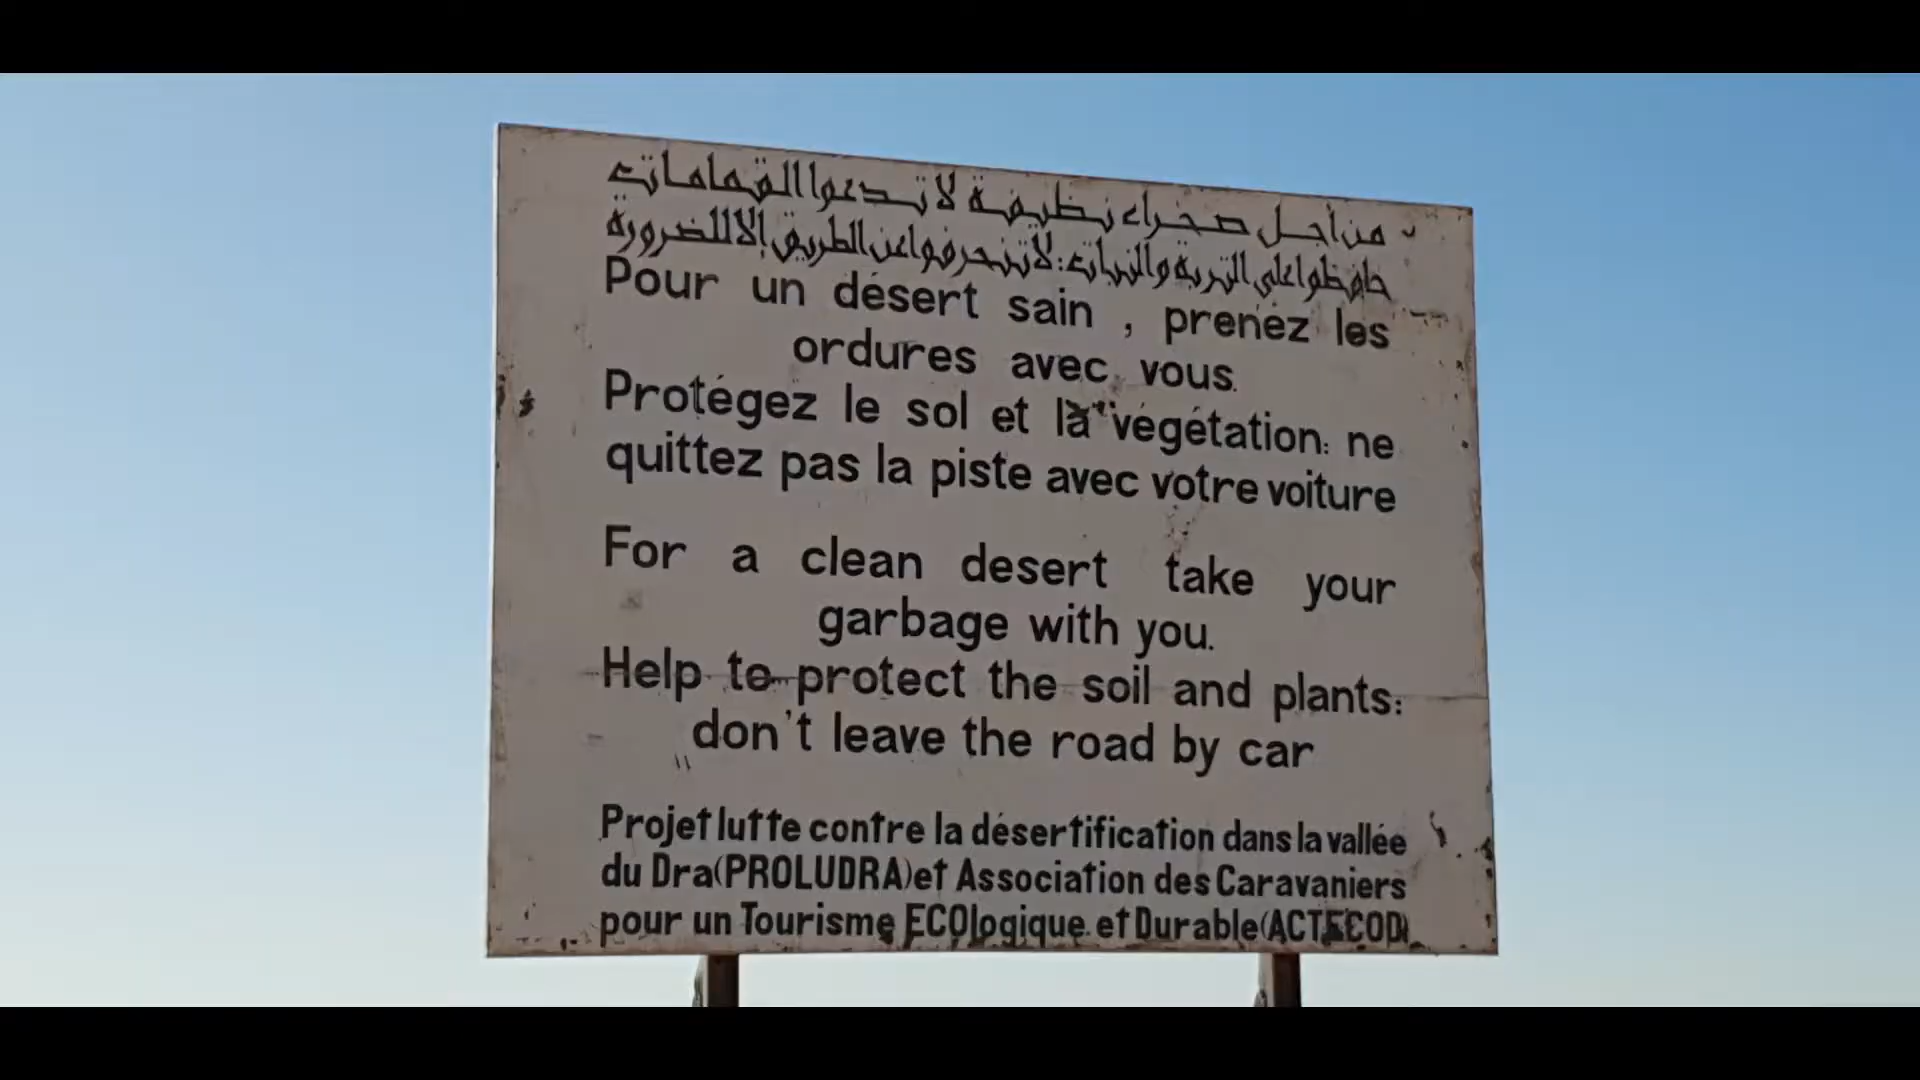 من أجل صحراء نظيفة لا تدعوا القمامات
حافظوا على التربة والنبات: لا تنحرفوا عن الطريق إلا للضرورة
Pour un désert sain , prenez les
ordures avec vous.
Protégez le sol et la végétation: ne
quittez pas la piste avec votre voiture
For a clean desert take your
garbage with you.
Help to protect the soil and plants:
don't leave the road by car
Projet lutte contre la désertification dans la vallée
du Dra(PROLUDRA)et Association des Caravaniers
pour un Tourisme ECOlogique et Durable(ACTECOD)